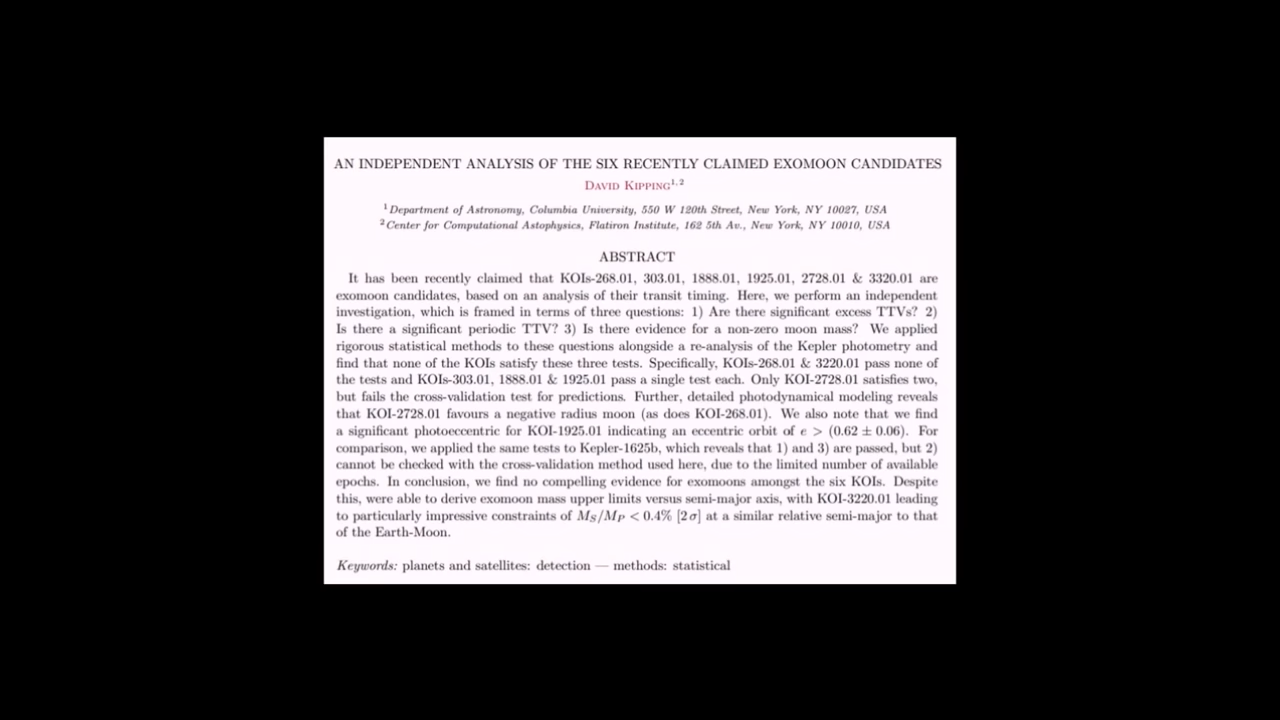 AN INDEPENDENT ANALYSIS OF THE SIX RECENTLY CLAIMED EXOMOON CANDIDATES
DAVID KIPPING1,2
1Department of Astronomy, Columbia University, 550 W 120th Street, New York, NY 10027, USA
2Center for Computational Astophysics, Flatiron Institute, 162 5th Av., New York, NY 10010, USA
ABSTRACT
It has been recently claimed that KOIs-268.01, 303.01, 1888.01, 1925.01, 2728.01 & 3320.01 are
exomoon candidates, based on an analysis of their transit timing. Here, we perform an independent
investigation, which is framed in terms of three questions: 1) Are there significant excess TTVs? 2)
Is there a significant periodic TTV? 3) Is there evidence for a non-zero moon mass? We applied
rigorous statistical methods to these questions alongside a re-analysis of the Kepler photometry and
find that none of the KOIs satisfy these three tests. Specifically, KOIs-268.01 & 3220.01 pass none of
the tests and KOIs-303.01, 1888.01 & 1925.01 pass a single test each. Only KOI-2728.01 satisfies two,
but fails the cross-validation test for predictions. Further, detailed photodynamical modeling reveals
that KOI-2728.01 favours a negative radius moon (as does KOI-268.01). We also note that we find
a significant photoeccentric for KOI-1925.01 indicating an eccentric orbit of e > (0.62 ± 0.06). For
comparison, we applied the same tests to Kepler-1625b, which reveals that 1) and 3) are passed, but 2)
cannot be checked with the cross-validation method used here, due to the limited number of available
epochs. In conclusion, we find no compelling evidence for exomoons amongst the six KOIs. Despite
this, were able to derive exomoon mass upper limits versus semi-major axis, with KOI-3220.01 leading
to particularly impressive constraints of MS/MP < 0.4% [2 σ] at a similar relative semi-major to that
of the Earth-Moon.
Keywords: planets and satellites: detection — methods: statistical